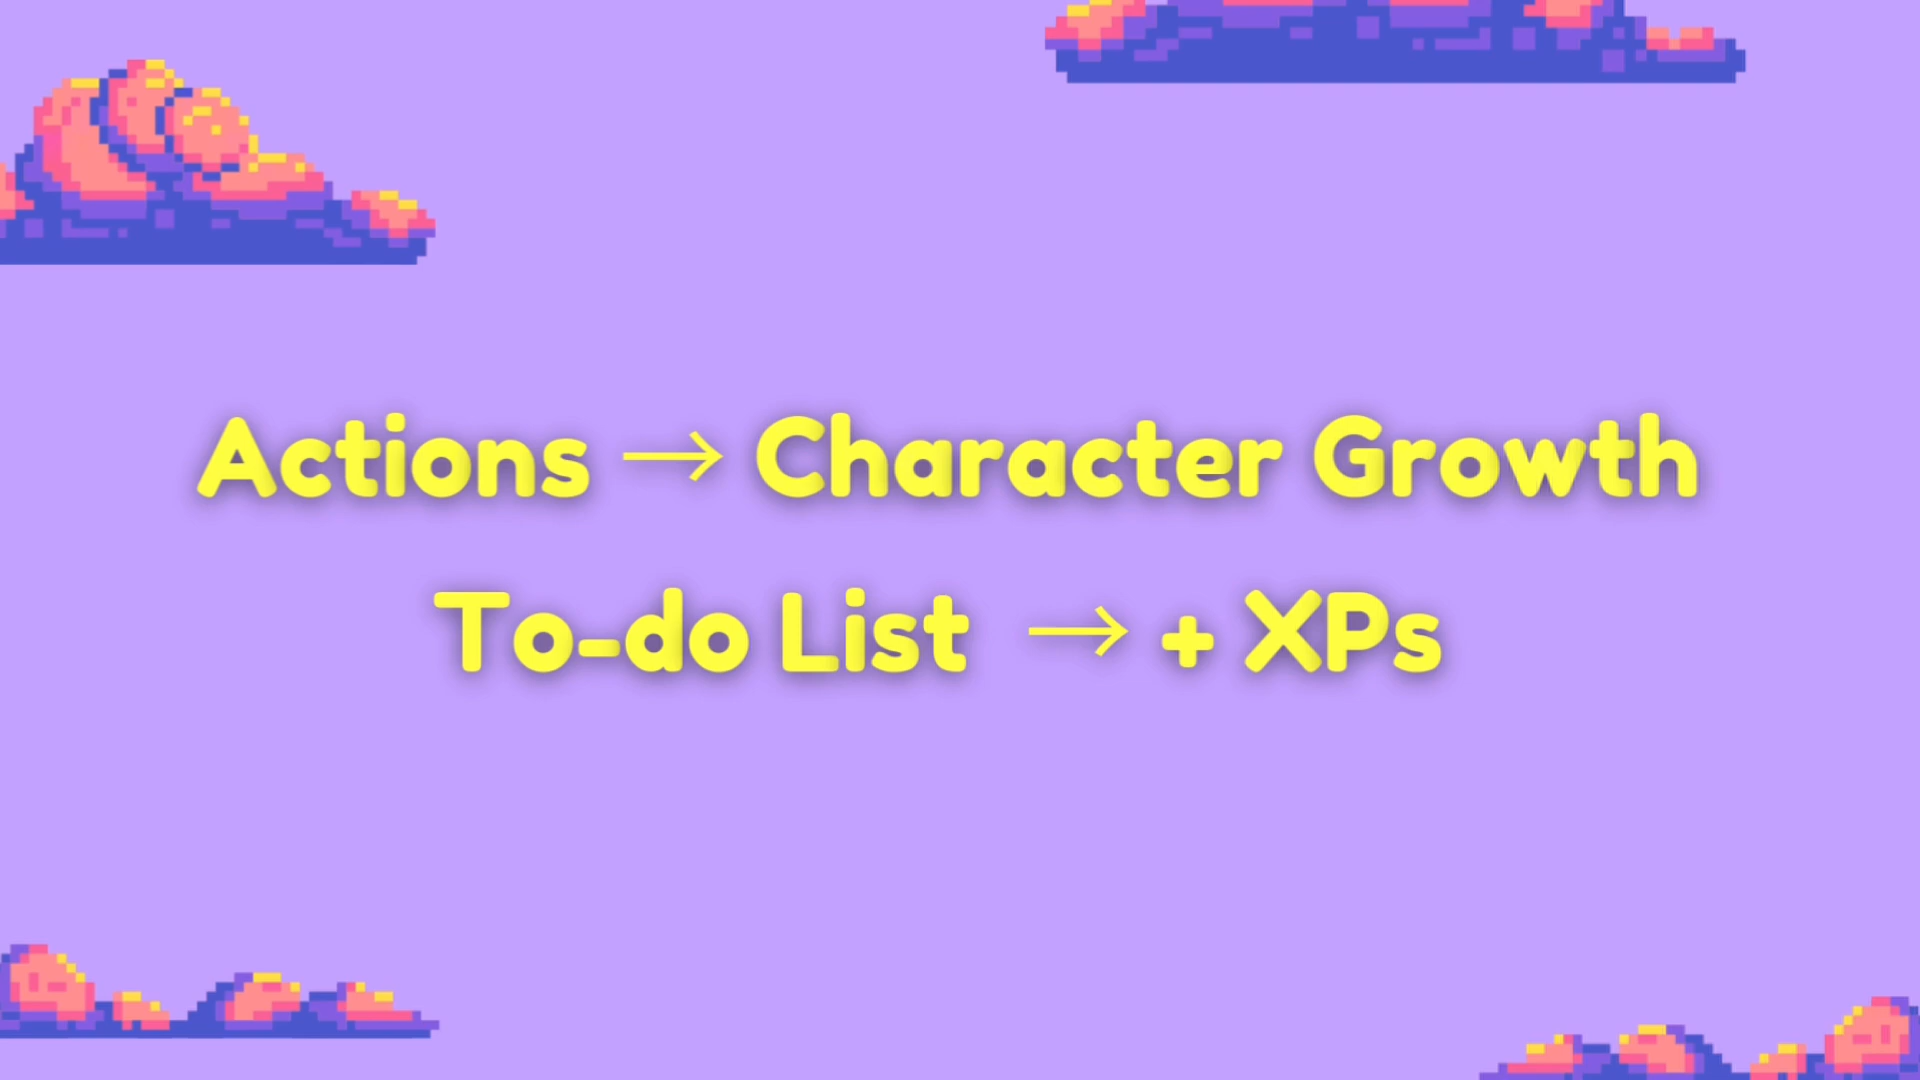 Actions → Character Growth
To-do List → + XPs